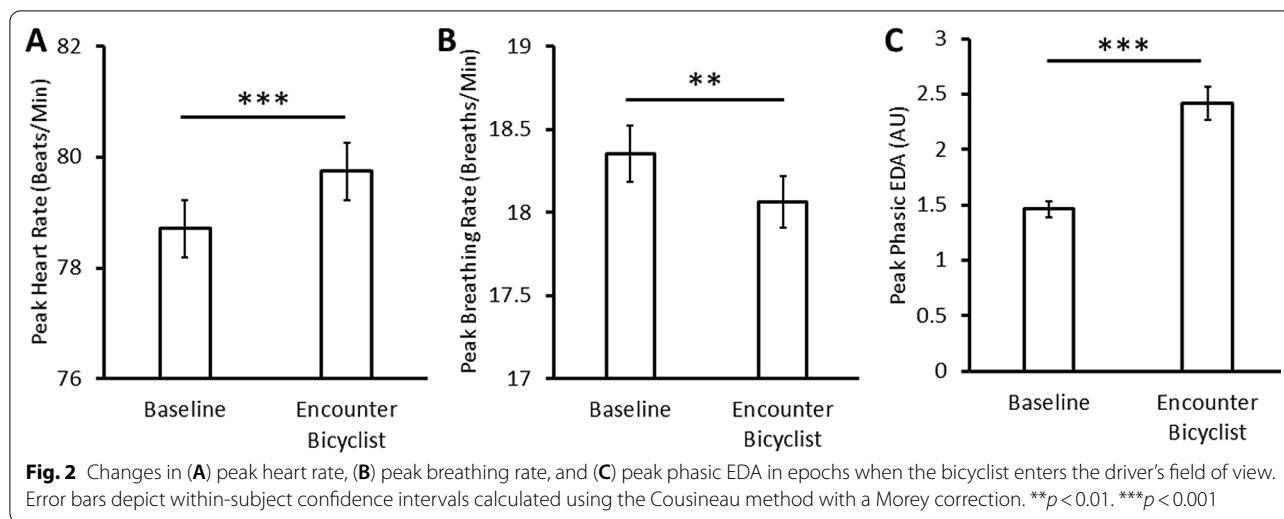 A
Peak Heart Rate (Beats/Min)
82
80
78
76
***
Baseline
Encounter
Bicyclist
B
Peak Breathing Rate (Breaths/Min)
19
18.5
18
17.5
17
**
Baseline
Encounter
Bicyclist
C
Peak Phasic EDA (AU)
3
2.5
2
1.5
1
0.5
0
***
Baseline
Encounter
Bicyclist
Fig. 2 Changes in (A) peak heart rate, (B) peak breathing rate, and (C) peak phasic EDA in epochs when the bicyclist enters the driver's field of view.
Error bars depict within-subject confidence intervals calculated using the Cousineau method with a Morey correction. **p < 0.01. ***p < 0.001